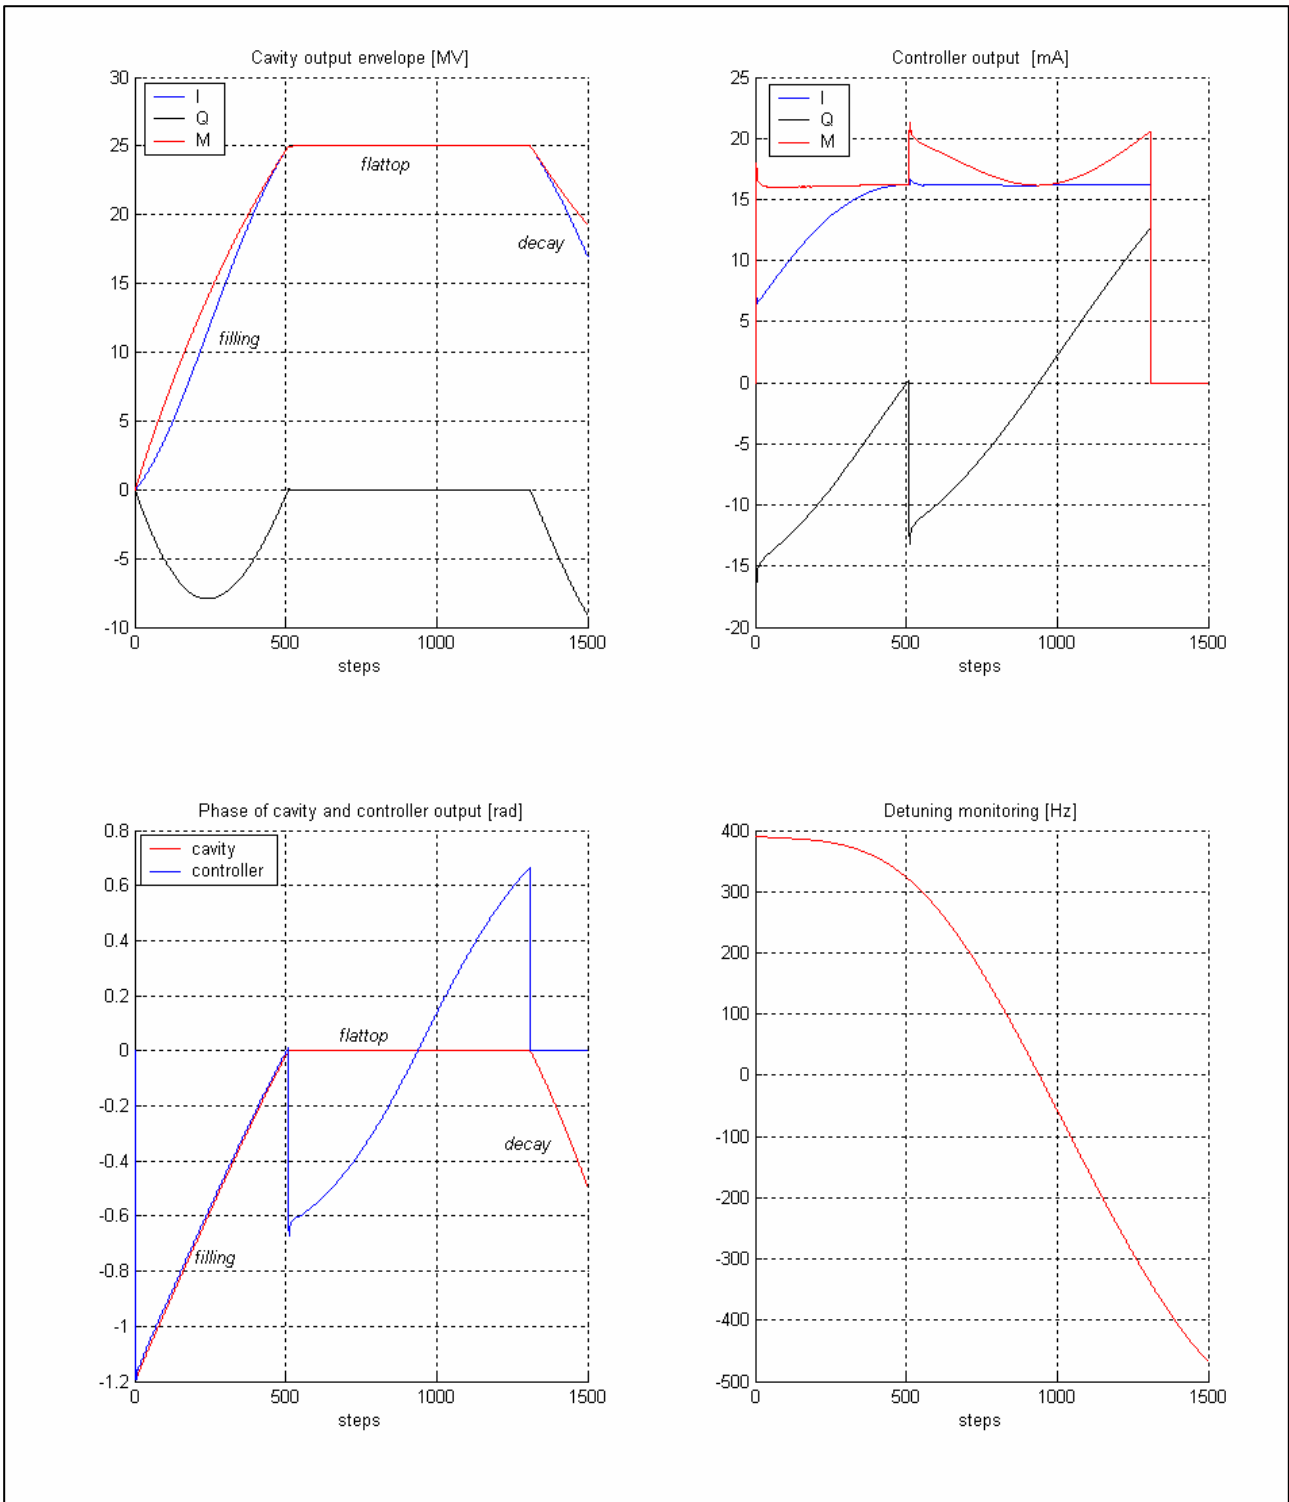 Cavity output envelope [MV]
30
25
20
15
10
5
0
-5
-10
I
Q
M
flattop
decay
filling
0 500 1000 1500
steps
Controller output [mA]
25
20
15
10
5
0
-5
-10
-15
-20
I
Q
M
0 500 1000 1500
steps
Phase of cavity and controller output [rad]
0.8
0.6
0.4
0.2
0
-0.2
-0.4
-0.6
-0.8
-1
-1.2
cavity
controller
flattop
decay
filling
0 500 1000 1500
steps
Detuning monitoring [Hz]
400
300
200
100
0
-100
-200
-300
-400
-500
0 500 1000 1500
steps